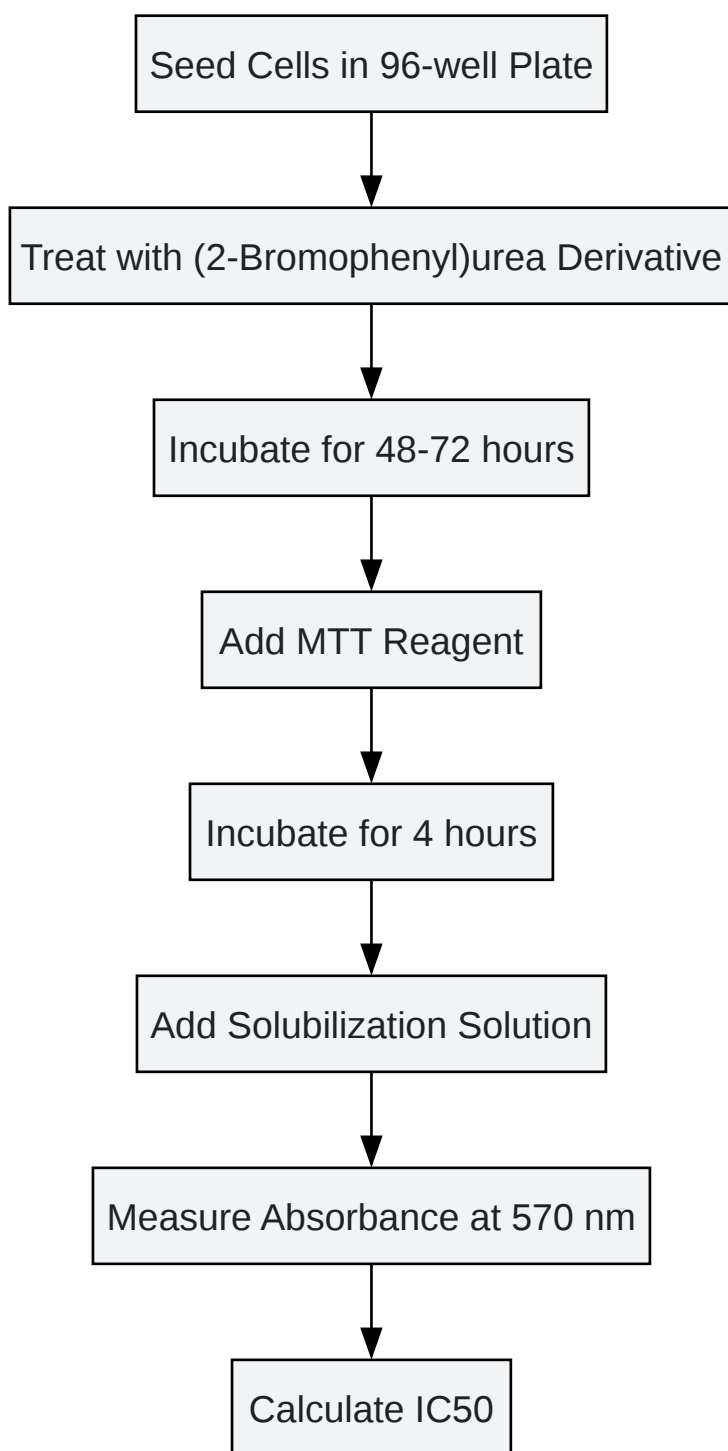 Seed Cells in 96-well Plate
Treat with (2-Bromophenyl)urea Derivative
Incubate for 48-72 hours
Add MTT Reagent
Incubate for 4 hours
Add Solubilization Solution
Measure Absorbance at 570 nm
Calculate IC50